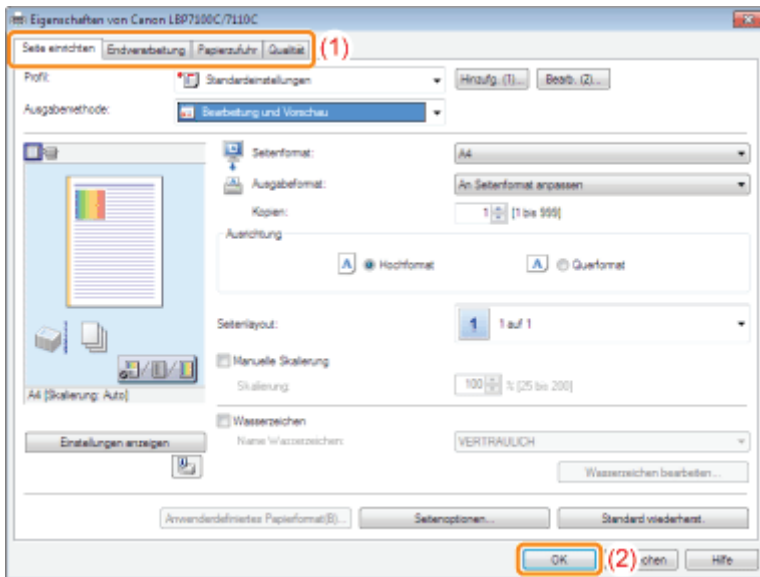 Eigenschaften von Canon LBP7100C/7110C
Seite einrichten Endverarbeitung Papierzufuhr Qualität (1)
Profil: Standardeinstellungen Hinzufg. (1)... Bearb. (2)...
Ausgabemethode: Bearbeitung und Vorschau
Seitenformat: A4
Ausgabeformat: An Seitenformat anpassen
Kopien: 1 [1 bis 999]
Ausrichtung
A Hochformat A Querformat
Seitenlayout: 1 1 auf 1
Manuelle Skalierung
Skalierung: 100 % [25 bis 200]
A4 [Skalierung: Auto]
Wasserzeichen
Einstellungen anzeigen Name Wasserzeichen: VERTRAULICH
Wasserzeichen bearbeiten...
Anwenderdefiniertes Papierformat(B)... Seitenoptionen... Standard wiederherst.
OK (2) chen Hilfe